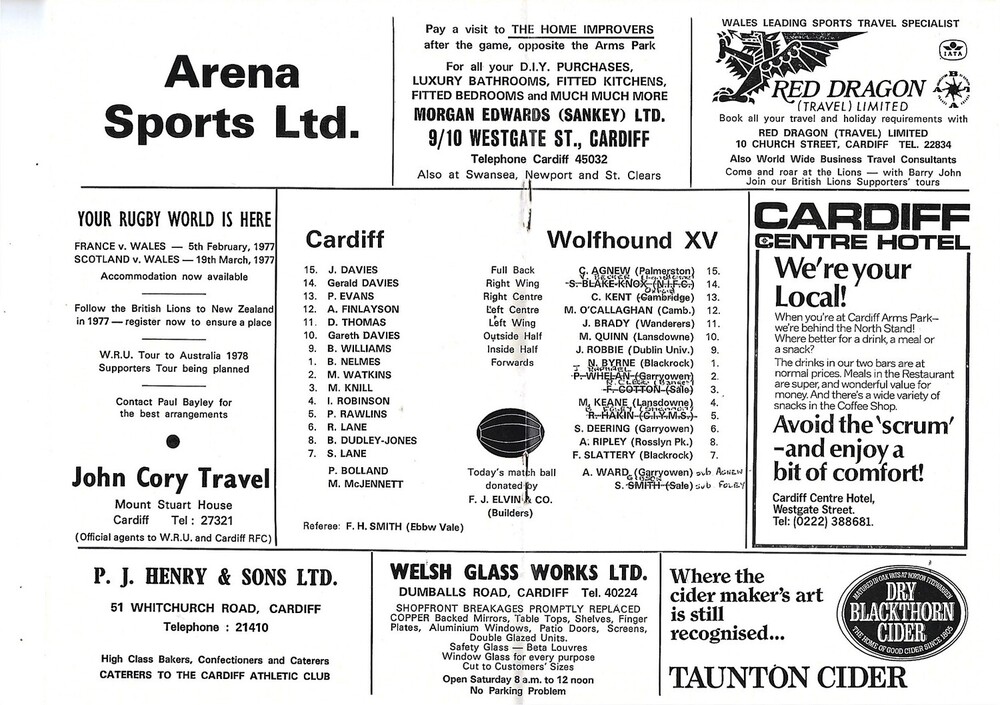 Arena
Sports Ltd.
Pay a visit to THE HOME IMPROVERS
after the game, opposite the Arms Park
For all your D.I.Y. PURCHASES,
LUXURY BATHROOMS, FITTED KITCHENS,
FITTED BEDROOMS and MUCH MUCH MORE
MORGAN EDWARDS (SANKEY) LTD.
9/10 WESTGATE ST., CARDIFF
Telephone Cardiff 45032
Also at Swansea, Newport and St. Clears
WALES LEADING SPORTS TRAVEL SPECIALIST
IATA
RED DRAGON
(TRAVEL) LIMITED
Book all your travel and holiday requirements with
RED DRAGON (TRAVEL) LIMITED
10 CHURCH STREET, CARDIFF TEL. 22834
Also World Wide Business Travel Consultants
Come and roar at the Lions — with Barry John
Join our British Lions Supporters' tours
YOUR RUGBY WORLD IS HERE
FRANCE v. WALES — 5th February, 1977
SCOTLAND v. WALES — 19th March, 1977
Accommodation now available
Follow the British Lions to New Zealand
in 1977 — register now to ensure a place
W.R.U. Tour to Australia 1978
Supporters Tour being planned
Contact Paul Bayley for
the best arrangements
John Cory Travel
Mount Stuart House
Cardiff Tel: 27321
(Official agents to W.R.U. and Cardiff RFC)
Cardiff Wolfhound XV
15. J. DAVIES Full Back C. AGNEW (Palmerston) 15.
14. Gerald DAVIES Right Wing S. BLAKE-KNOX (N.I.F.C.) 14.
13. P. EVANS Right Centre C. KENT (Cambridge) 13.
12. A. FINLAYSON Left Centre M. O'CALLAGHAN (Camb.) 12.
11. D. THOMAS Left Wing J. BRADY (Wanderers) 11.
10. Gareth DAVIES Outside Half M. QUINN (Lansdowne) 10.
9. B. WILLIAMS Inside Half J. ROBBIE (Dublin Univ.) 9.
1. B. NELMES Forwards N. BYRNE (Blackrock) 1.
2. M. WATKINS P. WHELAN (Garryowen) 2.
3. M. KNILL F. COTTON (Sale) 3.
4. I. ROBINSON M. KEANE (Lansdowne) 4.
5. P. RAWLINS R. HAKIN (C.I.Y.M.S.) 5.
6. R. LANE S. DEERING (Garryowen) 6.
8. B. DUDLEY-JONES A. RIPLEY (Rosslyn Pk.) 8.
7. S. LANE F. SLATTERY (Blackrock) 7.
P. BOLLAND A. WARD (Garryowen) sub AGNEW
M. McJENNETT S. SMITH (Sale) sub FOLEY
Today's match ball
donated by
F. J. ELVIN & CO.
(Builders)
Referee: F. H. SMITH (Ebbw Vale)
CARDIFF
CENTRE HOTEL
We're your
Local!
When you're at Cardiff Arms Park–
we're behind the North Stand!
Where better for a drink, a meal or
a snack?
The drinks in our two bars are at
normal prices. Meals in the Restaurant
are super, and wonderful value for
money. And there's a wide variety of
snacks in the Coffee Shop.
Avoid the 'scrum'
-and enjoy a
bit of comfort!
Cardiff Centre Hotel,
Westgate Street.
Tel: (0222) 388681.
P. J. HENRY & SONS LTD.
51 WHITCHURCH ROAD, CARDIFF
Telephone : 21410
High Class Bakers, Confectioners and Caterers
CATERERS TO THE CARDIFF ATHLETIC CLUB
WELSH GLASS WORKS LTD.
DUMBALLS ROAD, CARDIFF Tel. 40224
SHOPFRONT BREAKAGES PROMPTLY REPLACED
COPPER Backed Mirrors, Table Tops, Shelves, Finger
Plates, Aluminium Windows, Patio Doors, Screens,
Double Glazed Units.
Safety Glass — Beta Louvres
Window Glass for every purpose
Cut to Customers' Sizes
Open Saturday 8 a.m. to 12 noon
No Parking Problem
Where the
cider maker's art
is still
recognised...
DRY
BLACKTHORN
CIDER
THE HOME OF GOOD CIDER SINCE 1805
TAUNTON CIDER